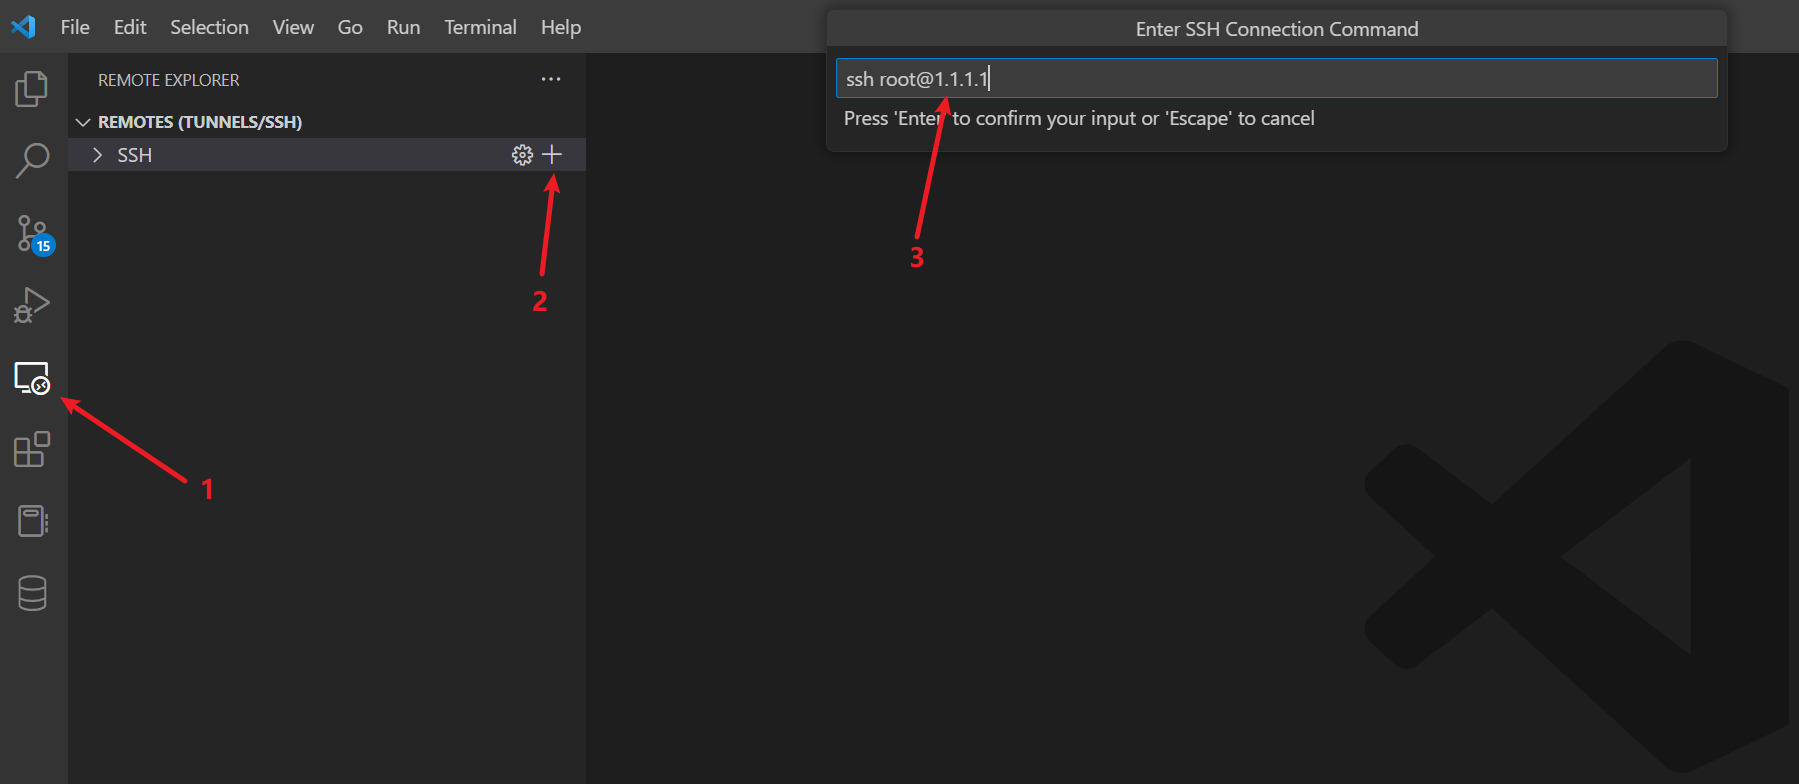 File Edit Selection View Go Run Terminal Help
Enter SSH Connection Command
REMOTE EXPLORER
ssh root@1.1.1.1
Press 'Enter' to confirm your input or 'Escape' to cancel
REMOTES (TUNNELS/SSH)
SSH
15
1
2
3